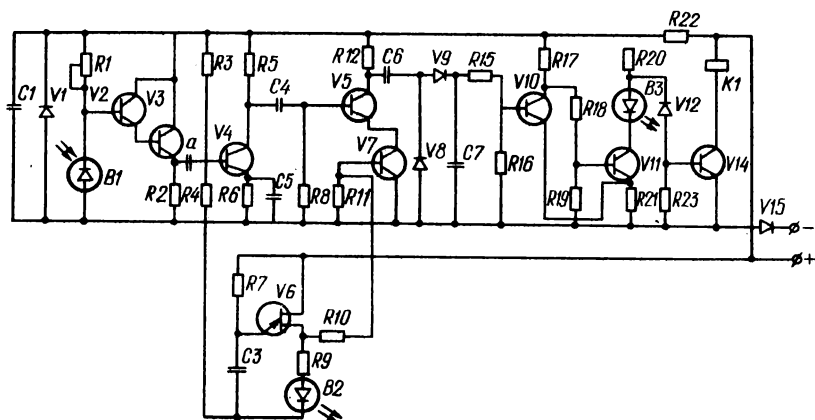 R22
R1
R3
R5
R12
C6
V9
R15
R17
R20
C1
V1
V2
V3
C4
V5
V10
B3
K1
R18
V12
a
V4
V7
V8
C7
R16
V11
V14
B1
R2
R4
R6
C5
R8
R11
R19
R21
R23
V15
-
+
R7
V6
R10
C3
R9
B2